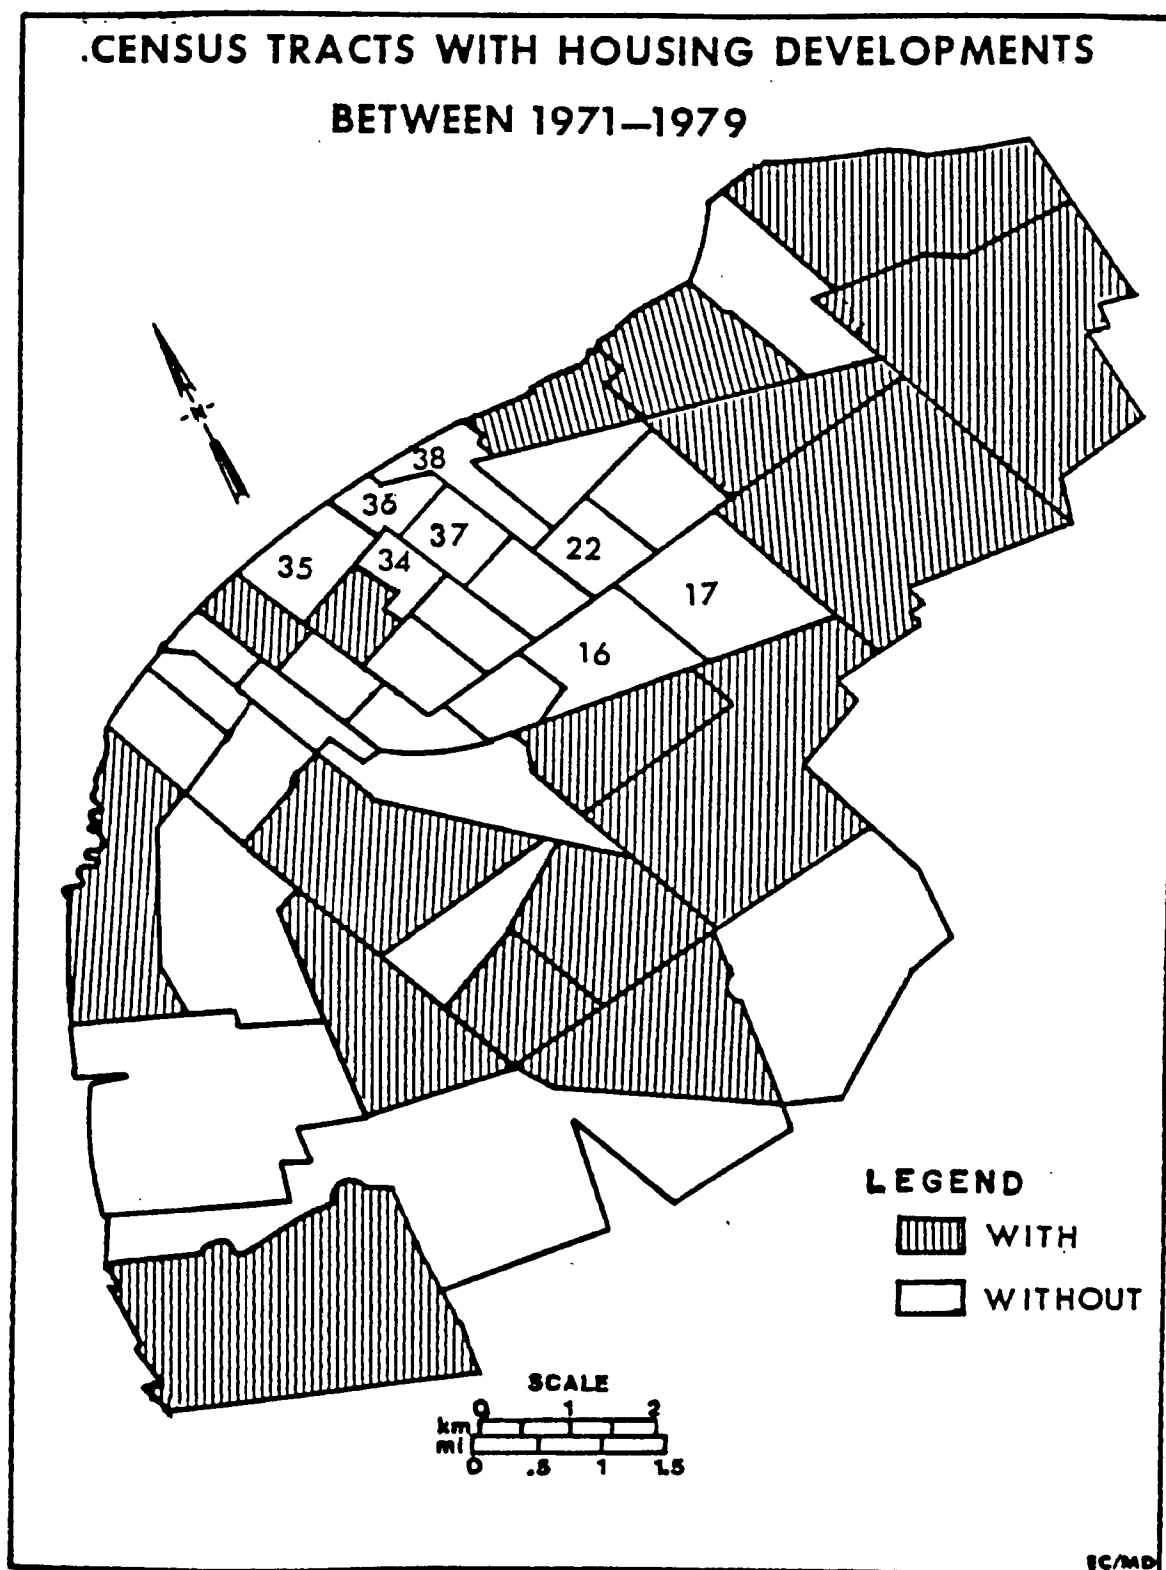 .CENSUS TRACTS WITH HOUSING DEVELOPMENTS
BETWEEN 1971—1979
N
38
36
37
22
35
34
17
16
LEGEND
WITH
WITHOUT
SCALE
0 1 2
km
mi
0 .5 1 1.5
EC/MD